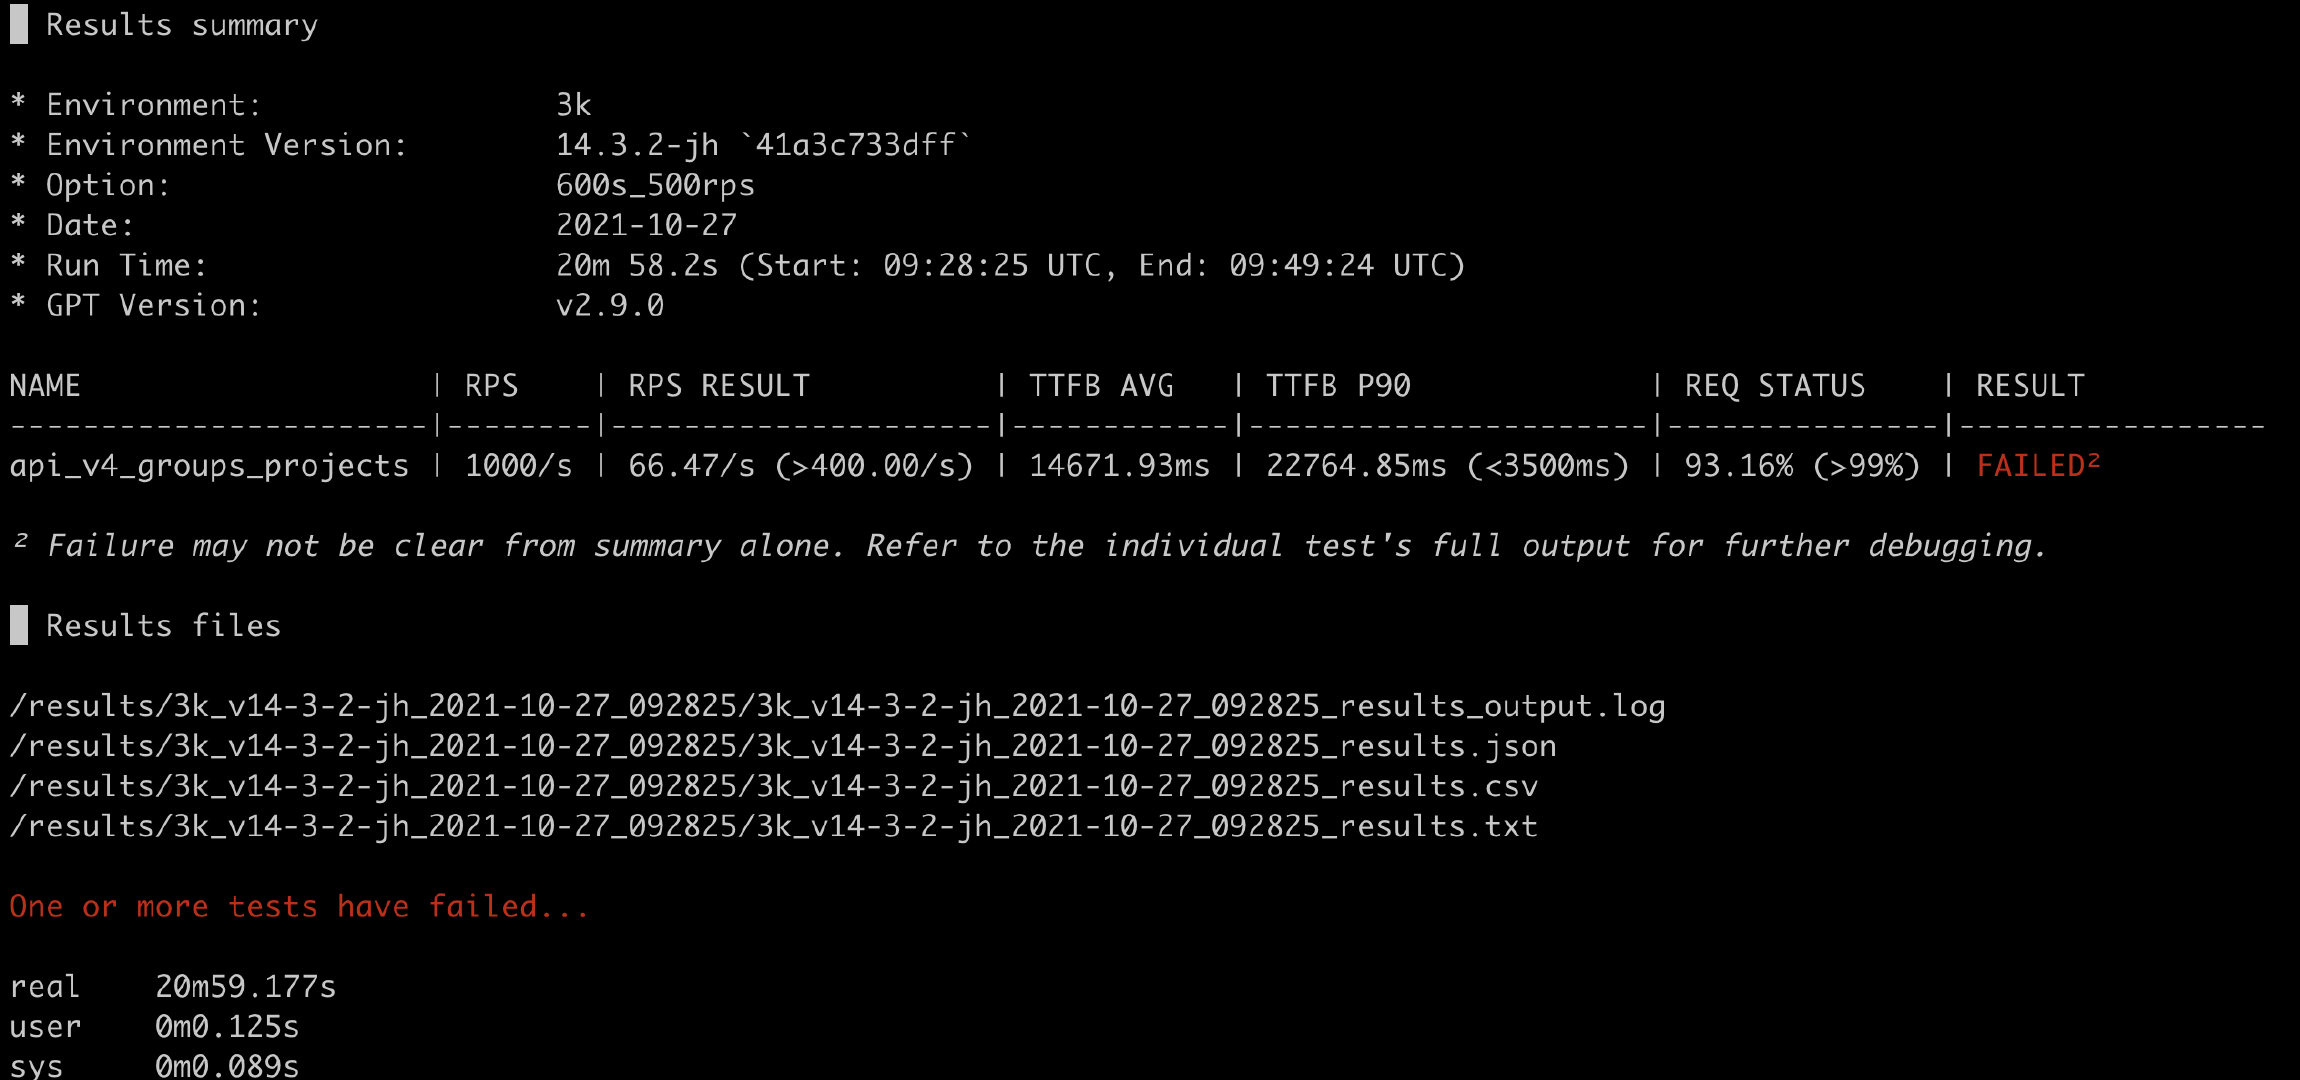 Results summary
* Environment: 3k
* Environment Version: 14.3.2-jh `41a3c733dff`
* Option: 600s_500rps
* Date: 2021-10-27
* Run Time: 20m 58.2s (Start: 09:28:25 UTC, End: 09:49:24 UTC)
* GPT Version: v2.9.0
NAME | RPS | RPS RESULT | TTFB AVG | TTFB P90 | REQ STATUS | RESULT
-----------------------|--------|---------------------|------------|----------------------|---------------|-----------------
api_v4_groups_projects | 1000/s | 66.47/s (>400.00/s) | 14671.93ms | 22764.85ms (<3500ms) | 93.16% (>99%) | FAILED²
² Failure may not be clear from summary alone. Refer to the individual test's full output for further debugging.
Results files
/results/3k_v14-3-2-jh_2021-10-27_092825/3k_v14-3-2-jh_2021-10-27_092825_results_output.log
/results/3k_v14-3-2-jh_2021-10-27_092825/3k_v14-3-2-jh_2021-10-27_092825_results.json
/results/3k_v14-3-2-jh_2021-10-27_092825/3k_v14-3-2-jh_2021-10-27_092825_results.csv
/results/3k_v14-3-2-jh_2021-10-27_092825/3k_v14-3-2-jh_2021-10-27_092825_results.txt
One or more tests have failed...
real 20m59.177s
user 0m0.125s
sys 0m0.089s